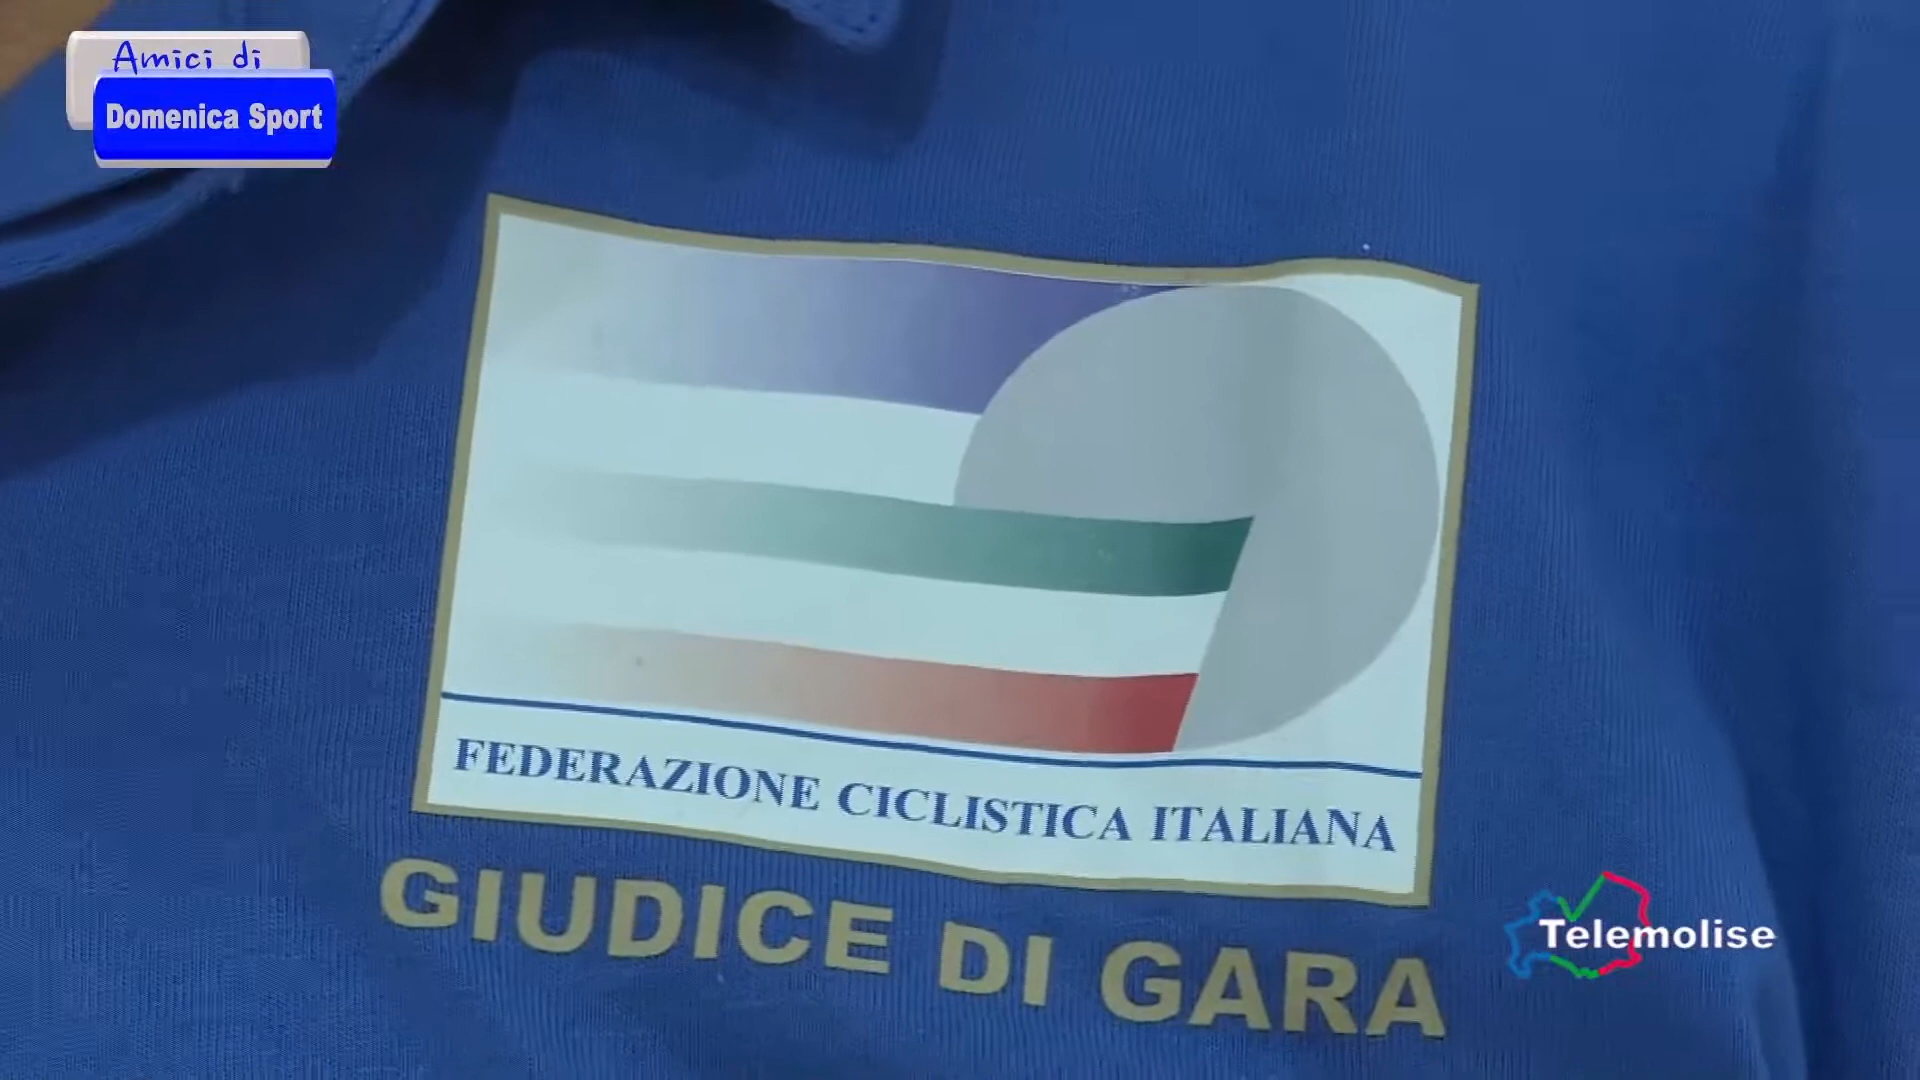 Amici di
Domenica Sport
FEDERAZIONE CICLISTICA ITALIANA
GIUDICE DI GARA
Telemolise